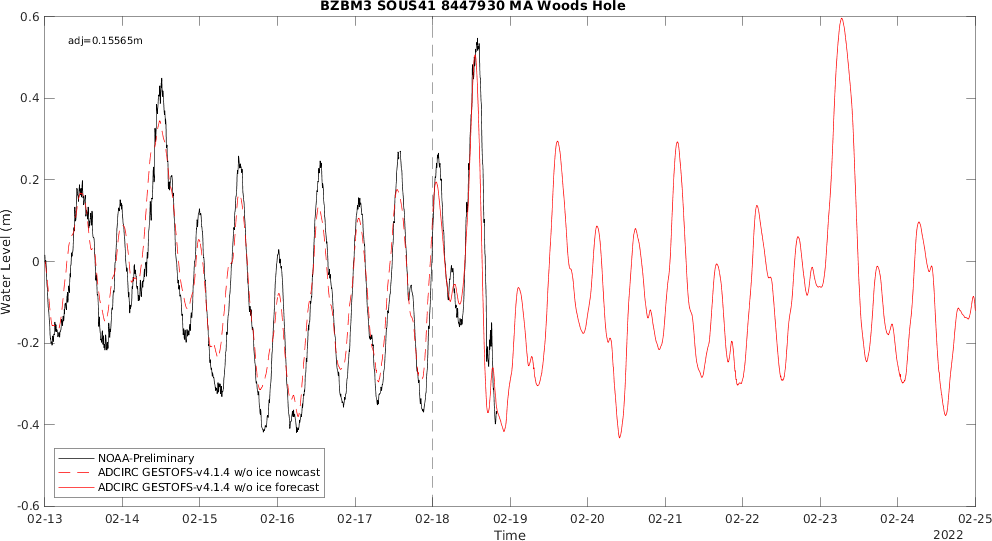 BZBM3 SOUS41 8447930 MA Woods Hole
adj=0.15565m
0.6
0.4
0.2
0
-0.2
-0.4
-0.6
Water Level (m)
NOAA-Preliminary
ADCIRC GESTOFS-v4.1.4 w/o ice nowcast
ADCIRC GESTOFS-v4.1.4 w/o ice forecast
02-13 02-14 02-15 02-16 02-17 02-18 02-19 02-20 02-21 02-22 02-23 02-24 02-25
Time
2022